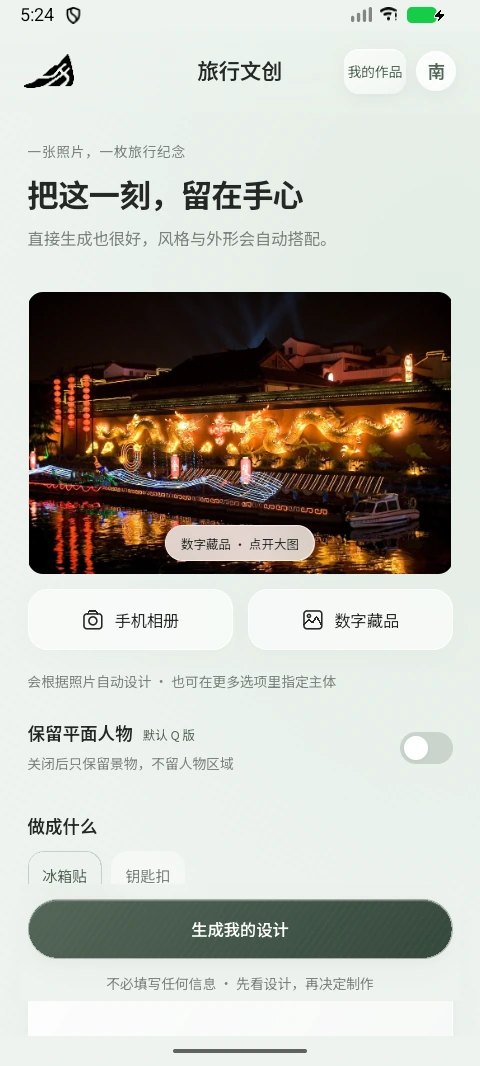 5:24
旅行文创
我的作品
南
一张照片，一枚旅行纪念
把这一刻，留在手心
直接生成也很好，风格与外形会自动搭配。
数字藏品 · 点开大图
手机相册
数字藏品
会根据照片自动设计 · 也可在更多选项里指定主体
保留平面人物 默认 Q 版
关闭后只保留景物，不留人物区域
做成什么
冰箱贴
钥匙扣
生成我的设计
不必填写任何信息 · 先看设计，再决定制作